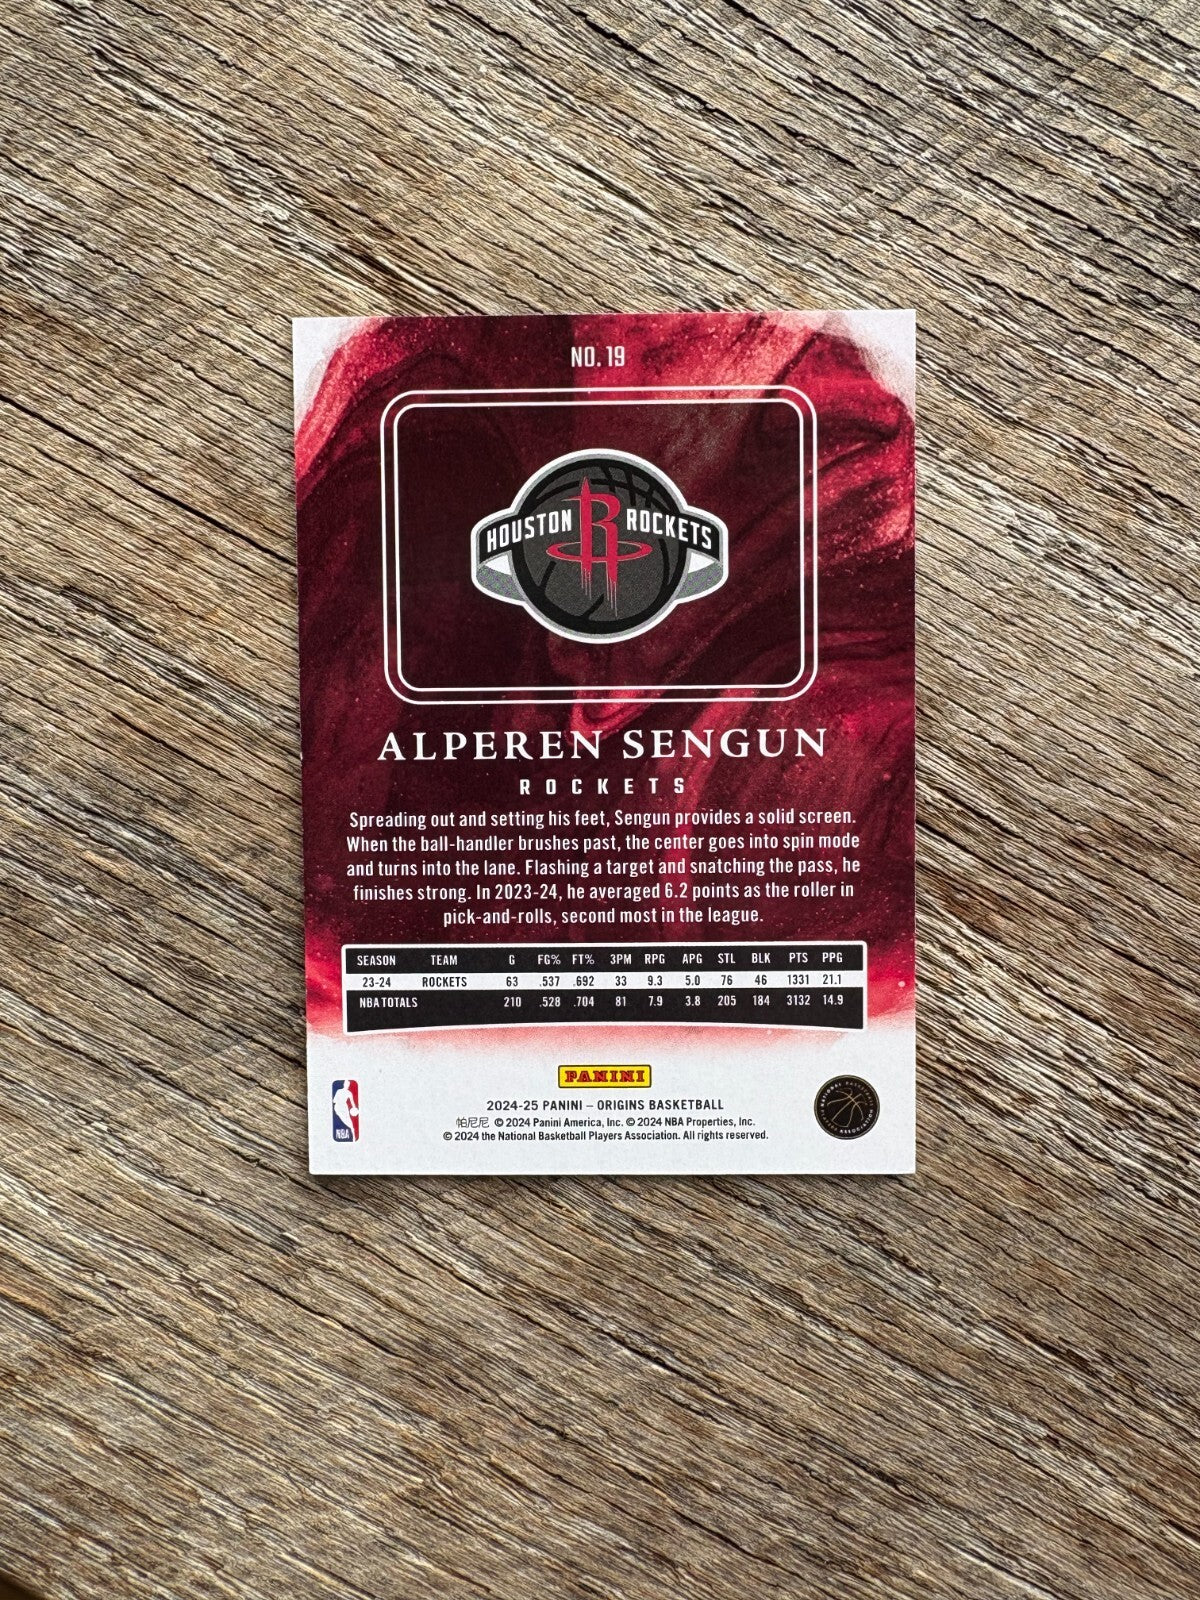 NO. 19
HOUSTON ROCKETS
ALPEREN SENGUN
ROCKETS
Spreading out and setting his feet, Sengun provides a solid screen.
When the ball-handler brushes past, the center goes into spin mode
and turns into the lane. Flashing a target and snatching the pass, he
finishes strong. In 2023-24, he averaged 6.2 points as the roller in
pick-and-rolls, second most in the league.
SEASON TEAM G FG% FT% 3PM RPG APG STL BLK PTS PPG
23-24 ROCKETS 63 .537 .692 33 9.3 5.0 76 46 1331 21.1
NBA TOTALS 210 .528 .704 81 7.9 3.8 205 184 3132 14.9
PANINI
2024-25 PANINI – ORIGINS BASKETBALL
帕尼尼 © 2024 Panini America, Inc. © 2024 NBA Properties, Inc.
© 2024 the National Basketball Players Association. All rights reserved.
NBA
NATIONAL BASKETBALL PLAYERS ASSOCIATION